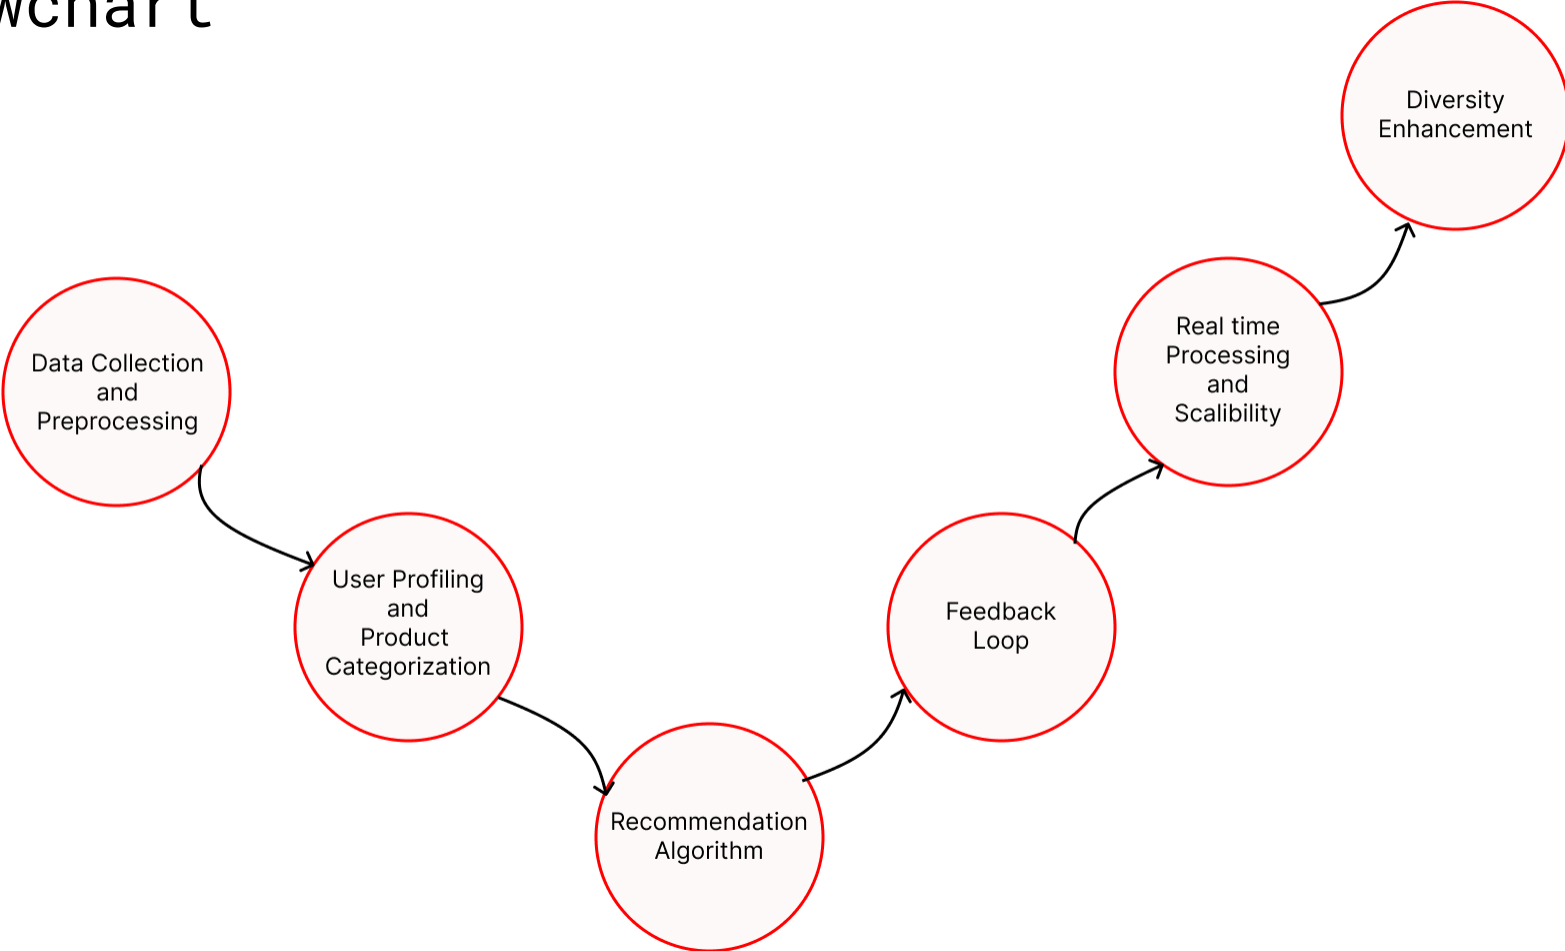 wchart
Diversity
Enhancement
Real time
Processing
and
Scalibility
Data Collection
and
Preprocessing
User Profiling
and
Product
Categorization
Feedback
Loop
Recommendation
Algorithm